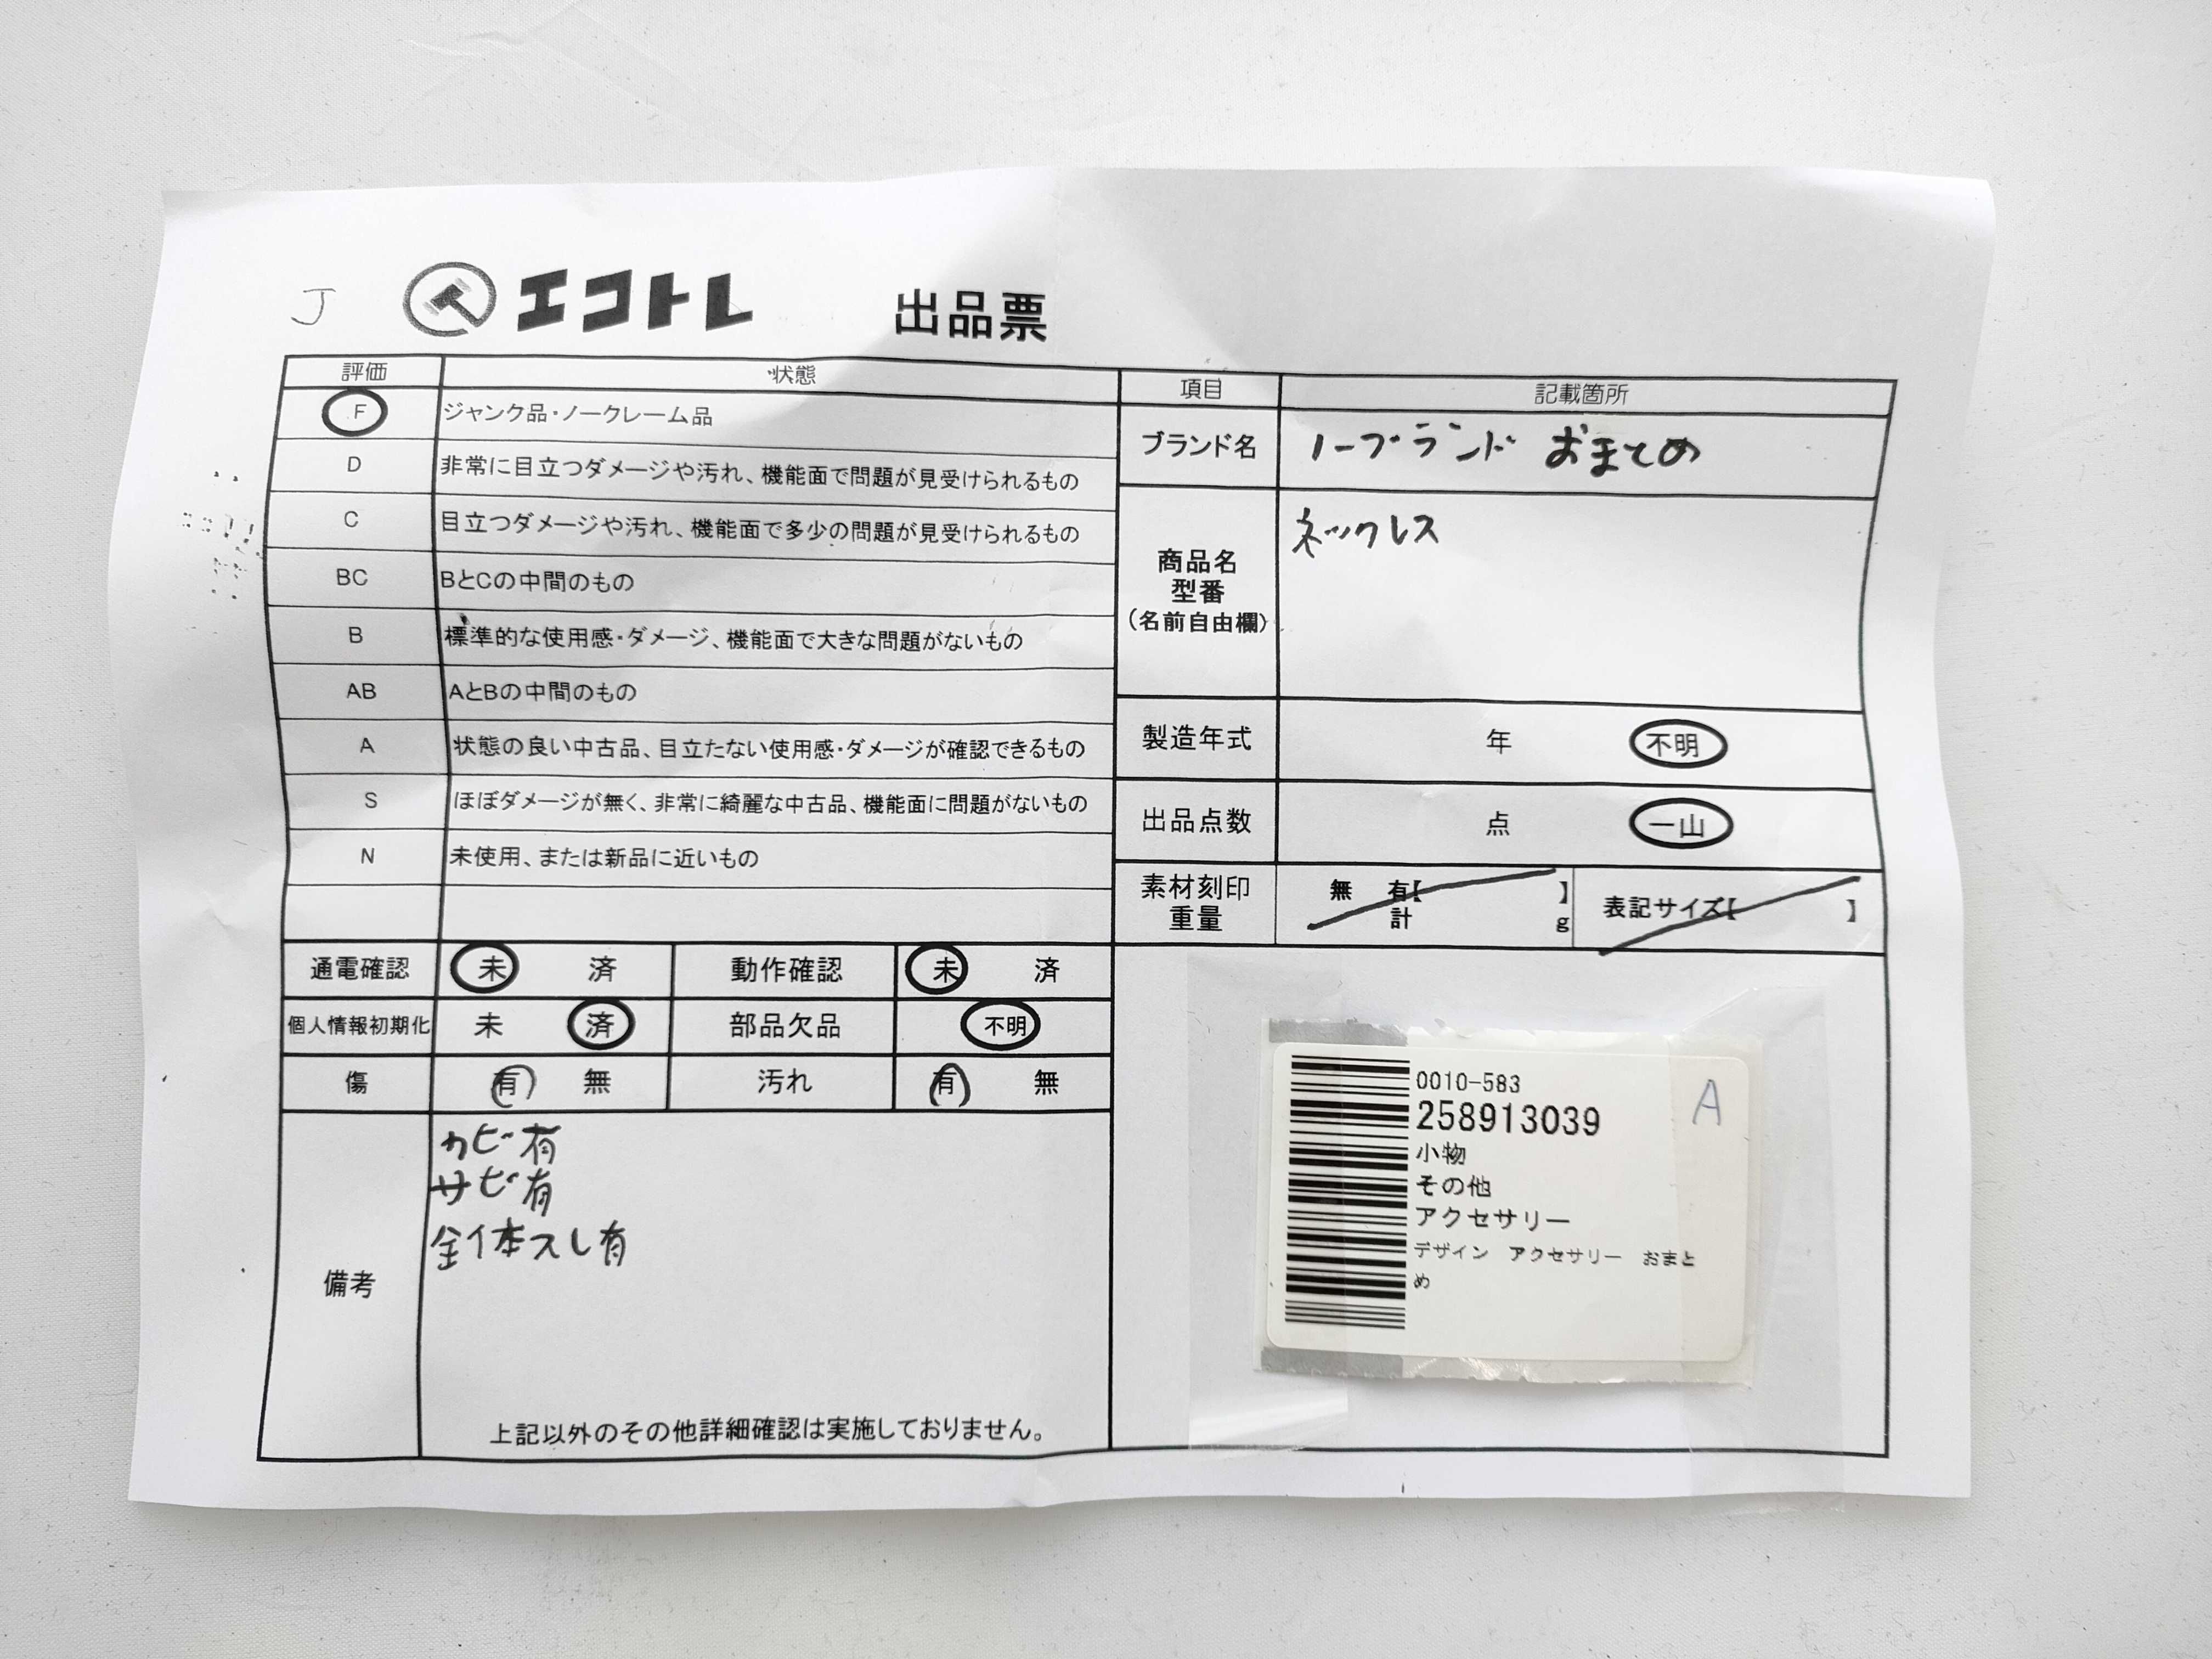 J
エコトレ 出品票
評価 状態
F ジャンク品・ノークレーム品
D 非常に目立つダメージや汚れ、機能面で問題が見受けられるもの
C 目立つダメージや汚れ、機能面で多少の問題が見受けられるもの
BC BとCの中間のもの
B 標準的な使用感・ダメージ、機能面で大きな問題がないもの
AB AとBの中間のもの
A 状態の良い中古品、目立たない使用感・ダメージが確認できるもの
S ほぼダメージが無く、非常に綺麗な中古品、機能面に問題がないもの
N 未使用、または新品に近いもの
項目 記載箇所
ブランド名 ノーブランド おまとめ
商品名
型番
(名前自由欄)
ネックレス
製造年式 年 不明
出品点数 点 一山
素材刻印
重量
無 有【 】
計 g
表記サイズ【 】
通電確認 未 済 動作確認 未 済
個人情報初期化 未 済 部品欠品 不明
傷 有 無 汚れ 有 無
備考
カビ有
サビ有
全体スレ有
上記以外のその他詳細確認は実施しておりません。
0010-583
258913039
小物
その他
アクセサリー
デザイン アクセサリー おまと
め
A